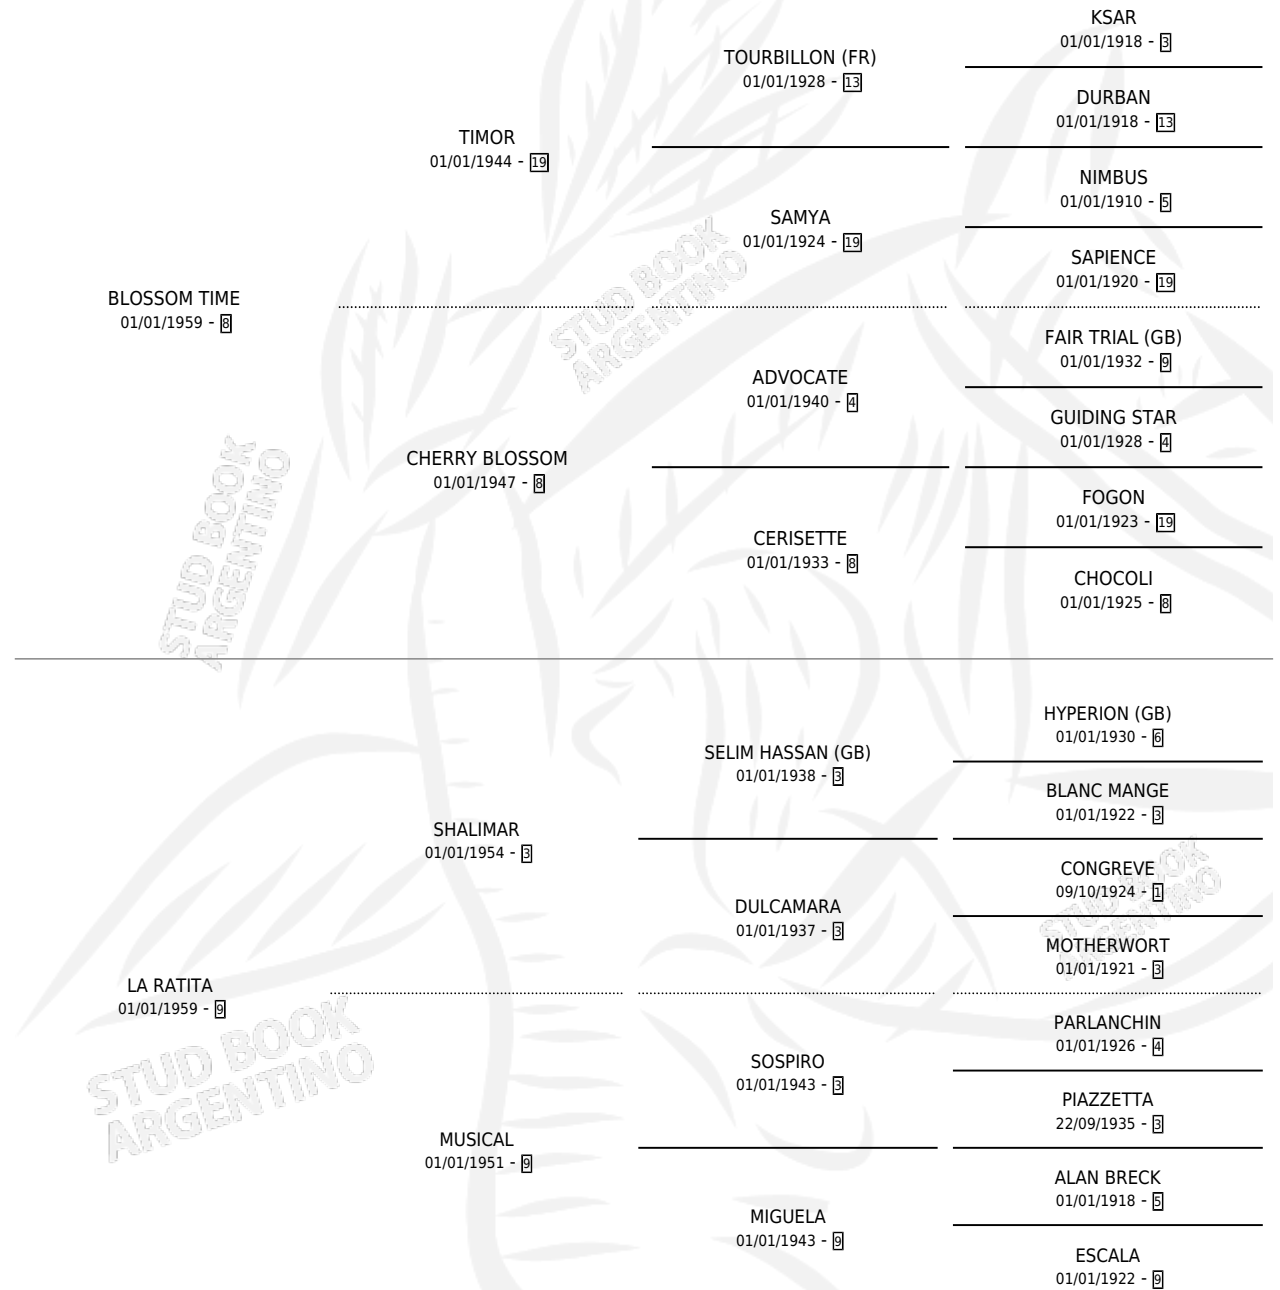 KSAR
01/01/1918 - 3
TOURBILLON (FR)
01/01/1928 - 13
DURBAN
01/01/1918 - 13
TIMOR
01/01/1944 - 19
NIMBUS
01/01/1910 - 5
SAMYA
01/01/1924 - 19
SAPIENCE
01/01/1920 - 19
BLOSSOM TIME
01/01/1959 - 8
FAIR TRIAL (GB)
01/01/1932 - 9
ADVOCATE
01/01/1940 - 4
GUIDING STAR
01/01/1928 - 4
CHERRY BLOSSOM
01/01/1947 - 8
FOGON
01/01/1923 - 19
CERISETTE
01/01/1933 - 8
CHOCOLI
01/01/1925 - 8
HYPERION (GB)
01/01/1930 - 6
SELIM HASSAN (GB)
01/01/1938 - 3
BLANC MANGE
01/01/1922 - 3
SHALIMAR
01/01/1954 - 3
CONGREVE
09/10/1924 - 1
DULCAMARA
01/01/1937 - 3
MOTHERWORT
01/01/1921 - 3
LA RATITA
01/01/1959 - 9
PARLANCHIN
01/01/1926 - 4
SOSPIRO
01/01/1943 - 3
PIAZZETTA
22/09/1935 - 3
MUSICAL
01/01/1951 - 9
ALAN BRECK
01/01/1918 - 5
MIGUELA
01/01/1943 - 9
ESCALA
01/01/1922 - 9
STUD BOOK
ARGENTINO
STUD BOOK
ARGENTINO
STUD BOOK
ARGENTINO
STUD BOOK
ARGENTINO